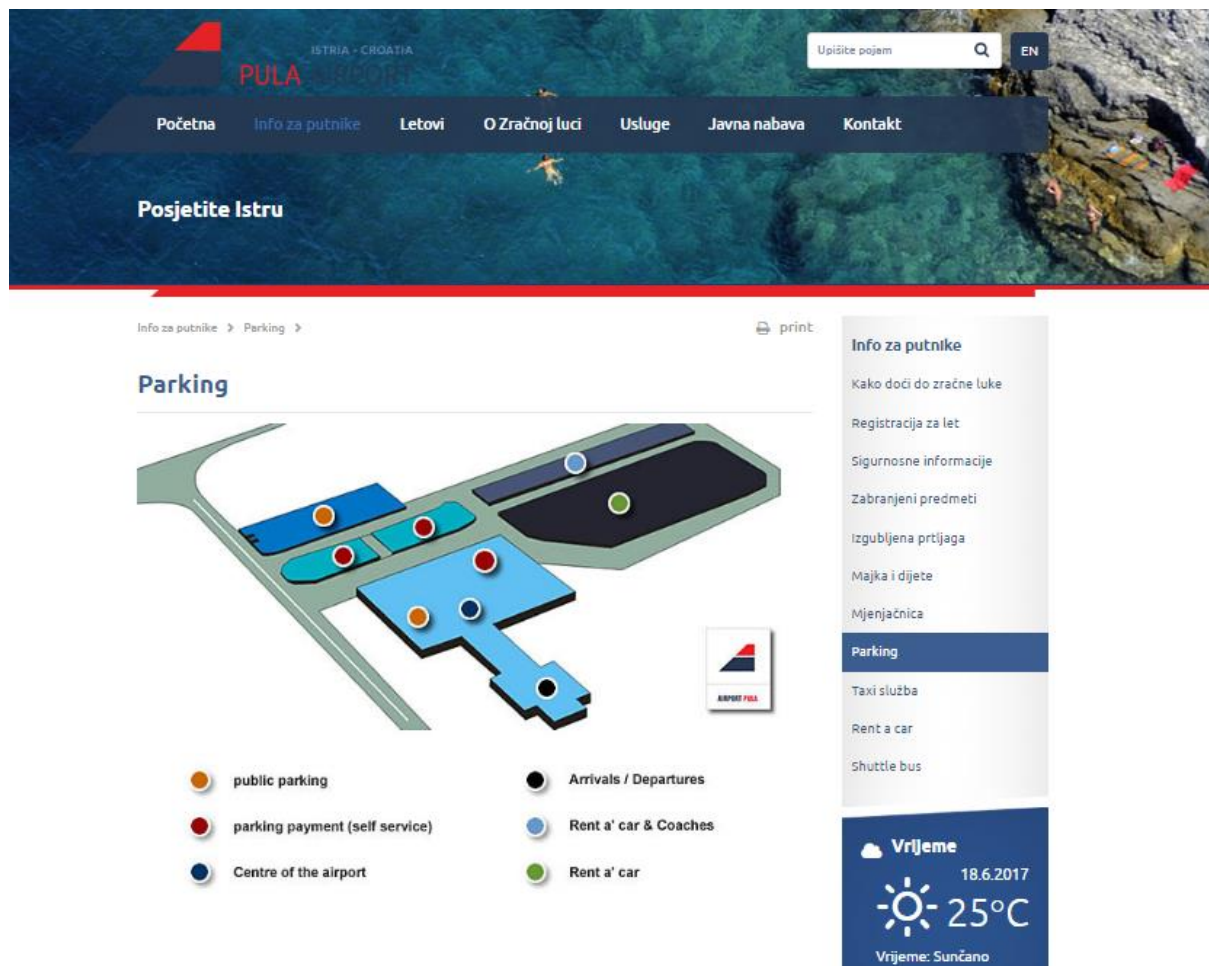 ISTRIA - CROATIA
PULA AIRPORT
Upišite pojam
EN
Početna
Info za putnike
Letovi
O Zračnoj luci
Usluge
Javna nabava
Kontakt
Posjetite Istru
Info za putnike > Parking >
print
Parking
AIRPORT PULA
public parking
parking payment (self service)
Centre of the airport
Arrivals / Departures
Rent a' car & Coaches
Rent a' car
Info za putnike
Kako doći do zračne luke
Registracija za let
Sigurnosne informacije
Zabranjeni predmeti
Izgubljena prtljaga
Majka i dijete
Mjenjačnica
Parking
Taxi služba
Rent a car
Shuttle bus
Vrijeme
18.6.2017
25°C
Vrijeme: Sunčano